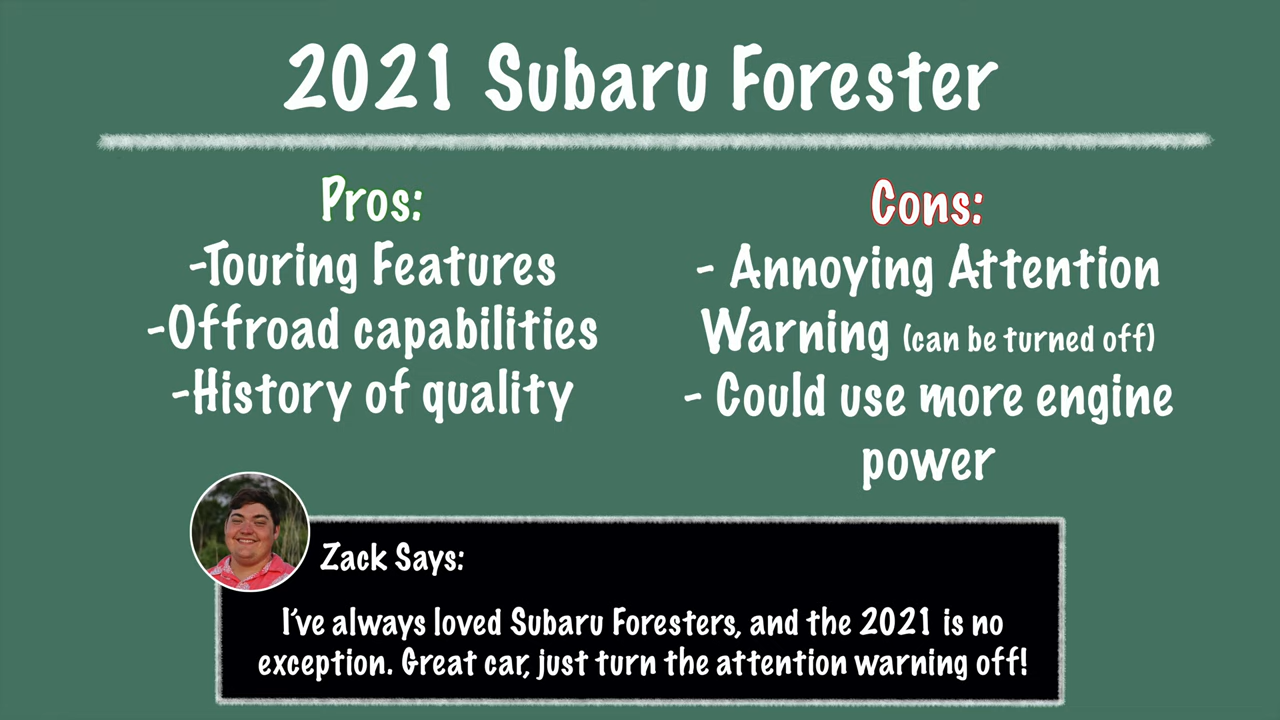 2021 Subaru Forester
Pros:
-Touring Features
-Offroad capabilities
-History of quality
Cons:
- Annoying Attention
Warning (can be turned off)
- Could use more engine
power
Zack Says:
I've always loved Subaru Foresters, and the 2021 is no
exception. Great car, just turn the attention warning off!